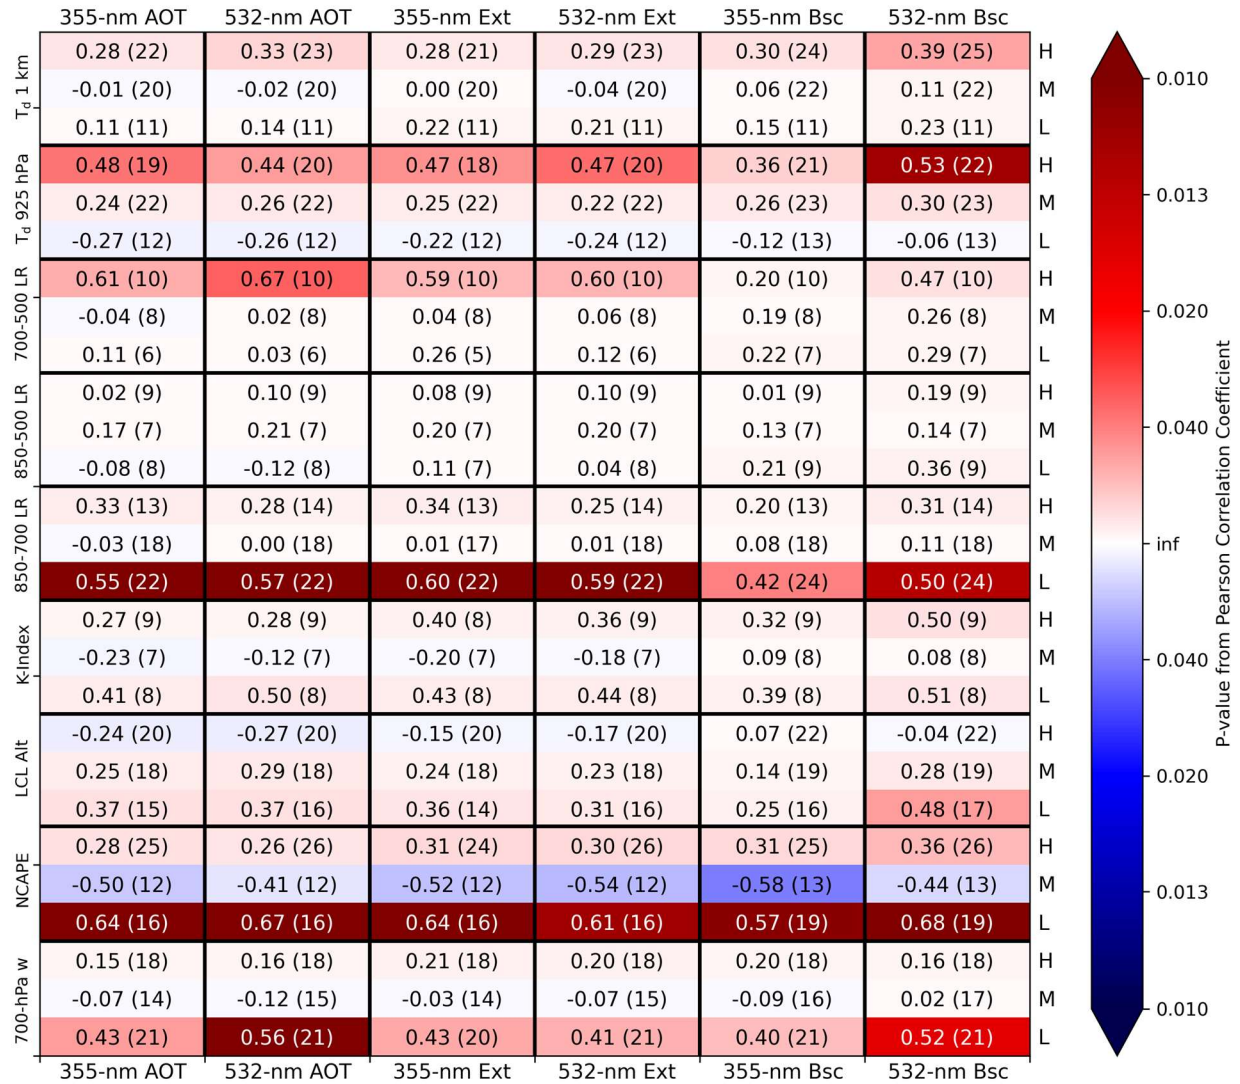 355-nm AOT 532-nm AOT 355-nm Ext 532-nm Ext 355-nm Bsc 532-nm Bsc
T_d 1 km
0.28 (22) 0.33 (23) 0.28 (21) 0.29 (23) 0.30 (24) 0.39 (25) H
-0.01 (20) -0.02 (20) 0.00 (20) -0.04 (20) 0.06 (22) 0.11 (22) M
0.11 (11) 0.14 (11) 0.22 (11) 0.21 (11) 0.15 (11) 0.23 (11) L
T_d 925 hPa
0.48 (19) 0.44 (20) 0.47 (18) 0.47 (20) 0.36 (21) 0.53 (22) H
0.24 (22) 0.26 (22) 0.25 (22) 0.22 (22) 0.26 (23) 0.30 (23) M
-0.27 (12) -0.26 (12) -0.22 (12) -0.24 (12) -0.12 (13) -0.06 (13) L
700-500 LR
0.61 (10) 0.67 (10) 0.59 (10) 0.60 (10) 0.20 (10) 0.47 (10) H
-0.04 (8) 0.02 (8) 0.04 (8) 0.06 (8) 0.19 (8) 0.26 (8) M
0.11 (6) 0.03 (6) 0.26 (5) 0.12 (6) 0.22 (7) 0.29 (7) L
850-500 LR
0.02 (9) 0.10 (9) 0.08 (9) 0.10 (9) 0.01 (9) 0.19 (9) H
0.17 (7) 0.21 (7) 0.20 (7) 0.20 (7) 0.13 (7) 0.14 (7) M
-0.08 (8) -0.12 (8) 0.11 (7) 0.04 (8) 0.21 (9) 0.36 (9) L
850-700 LR
0.33 (13) 0.28 (14) 0.34 (13) 0.25 (14) 0.20 (13) 0.31 (14) H
-0.03 (18) 0.00 (18) 0.01 (17) 0.01 (18) 0.08 (18) 0.11 (18) M
0.55 (22) 0.57 (22) 0.60 (22) 0.59 (22) 0.42 (24) 0.50 (24) L
K-Index
0.27 (9) 0.28 (9) 0.40 (8) 0.36 (9) 0.32 (9) 0.50 (9) H
-0.23 (7) -0.12 (7) -0.20 (7) -0.18 (7) 0.09 (8) 0.08 (8) M
0.41 (8) 0.50 (8) 0.43 (8) 0.44 (8) 0.39 (8) 0.51 (8) L
LCL Alt
-0.24 (20) -0.27 (20) -0.15 (20) -0.17 (20) 0.07 (22) -0.04 (22) H
0.25 (18) 0.29 (18) 0.24 (18) 0.23 (18) 0.14 (19) 0.28 (19) M
0.37 (15) 0.37 (16) 0.36 (14) 0.31 (16) 0.25 (16) 0.48 (17) L
NCAPE
0.28 (25) 0.26 (26) 0.31 (24) 0.30 (26) 0.31 (25) 0.36 (26) H
-0.50 (12) -0.41 (12) -0.52 (12) -0.54 (12) -0.58 (13) -0.44 (13) M
0.64 (16) 0.67 (16) 0.64 (16) 0.61 (16) 0.57 (19) 0.68 (19) L
700-hPa w
0.15 (18) 0.16 (18) 0.21 (18) 0.20 (18) 0.20 (18) 0.16 (18) H
-0.07 (14) -0.12 (15) -0.03 (14) -0.07 (15) -0.09 (16) 0.02 (17) M
0.43 (21) 0.56 (21) 0.43 (20) 0.41 (21) 0.40 (21) 0.52 (21) L
355-nm AOT 532-nm AOT 355-nm Ext 532-nm Ext 355-nm Bsc 532-nm Bsc
0.010
0.013
0.020
0.040
inf
0.040
0.020
0.013
0.010
P-value from Pearson Correlation Coefficient